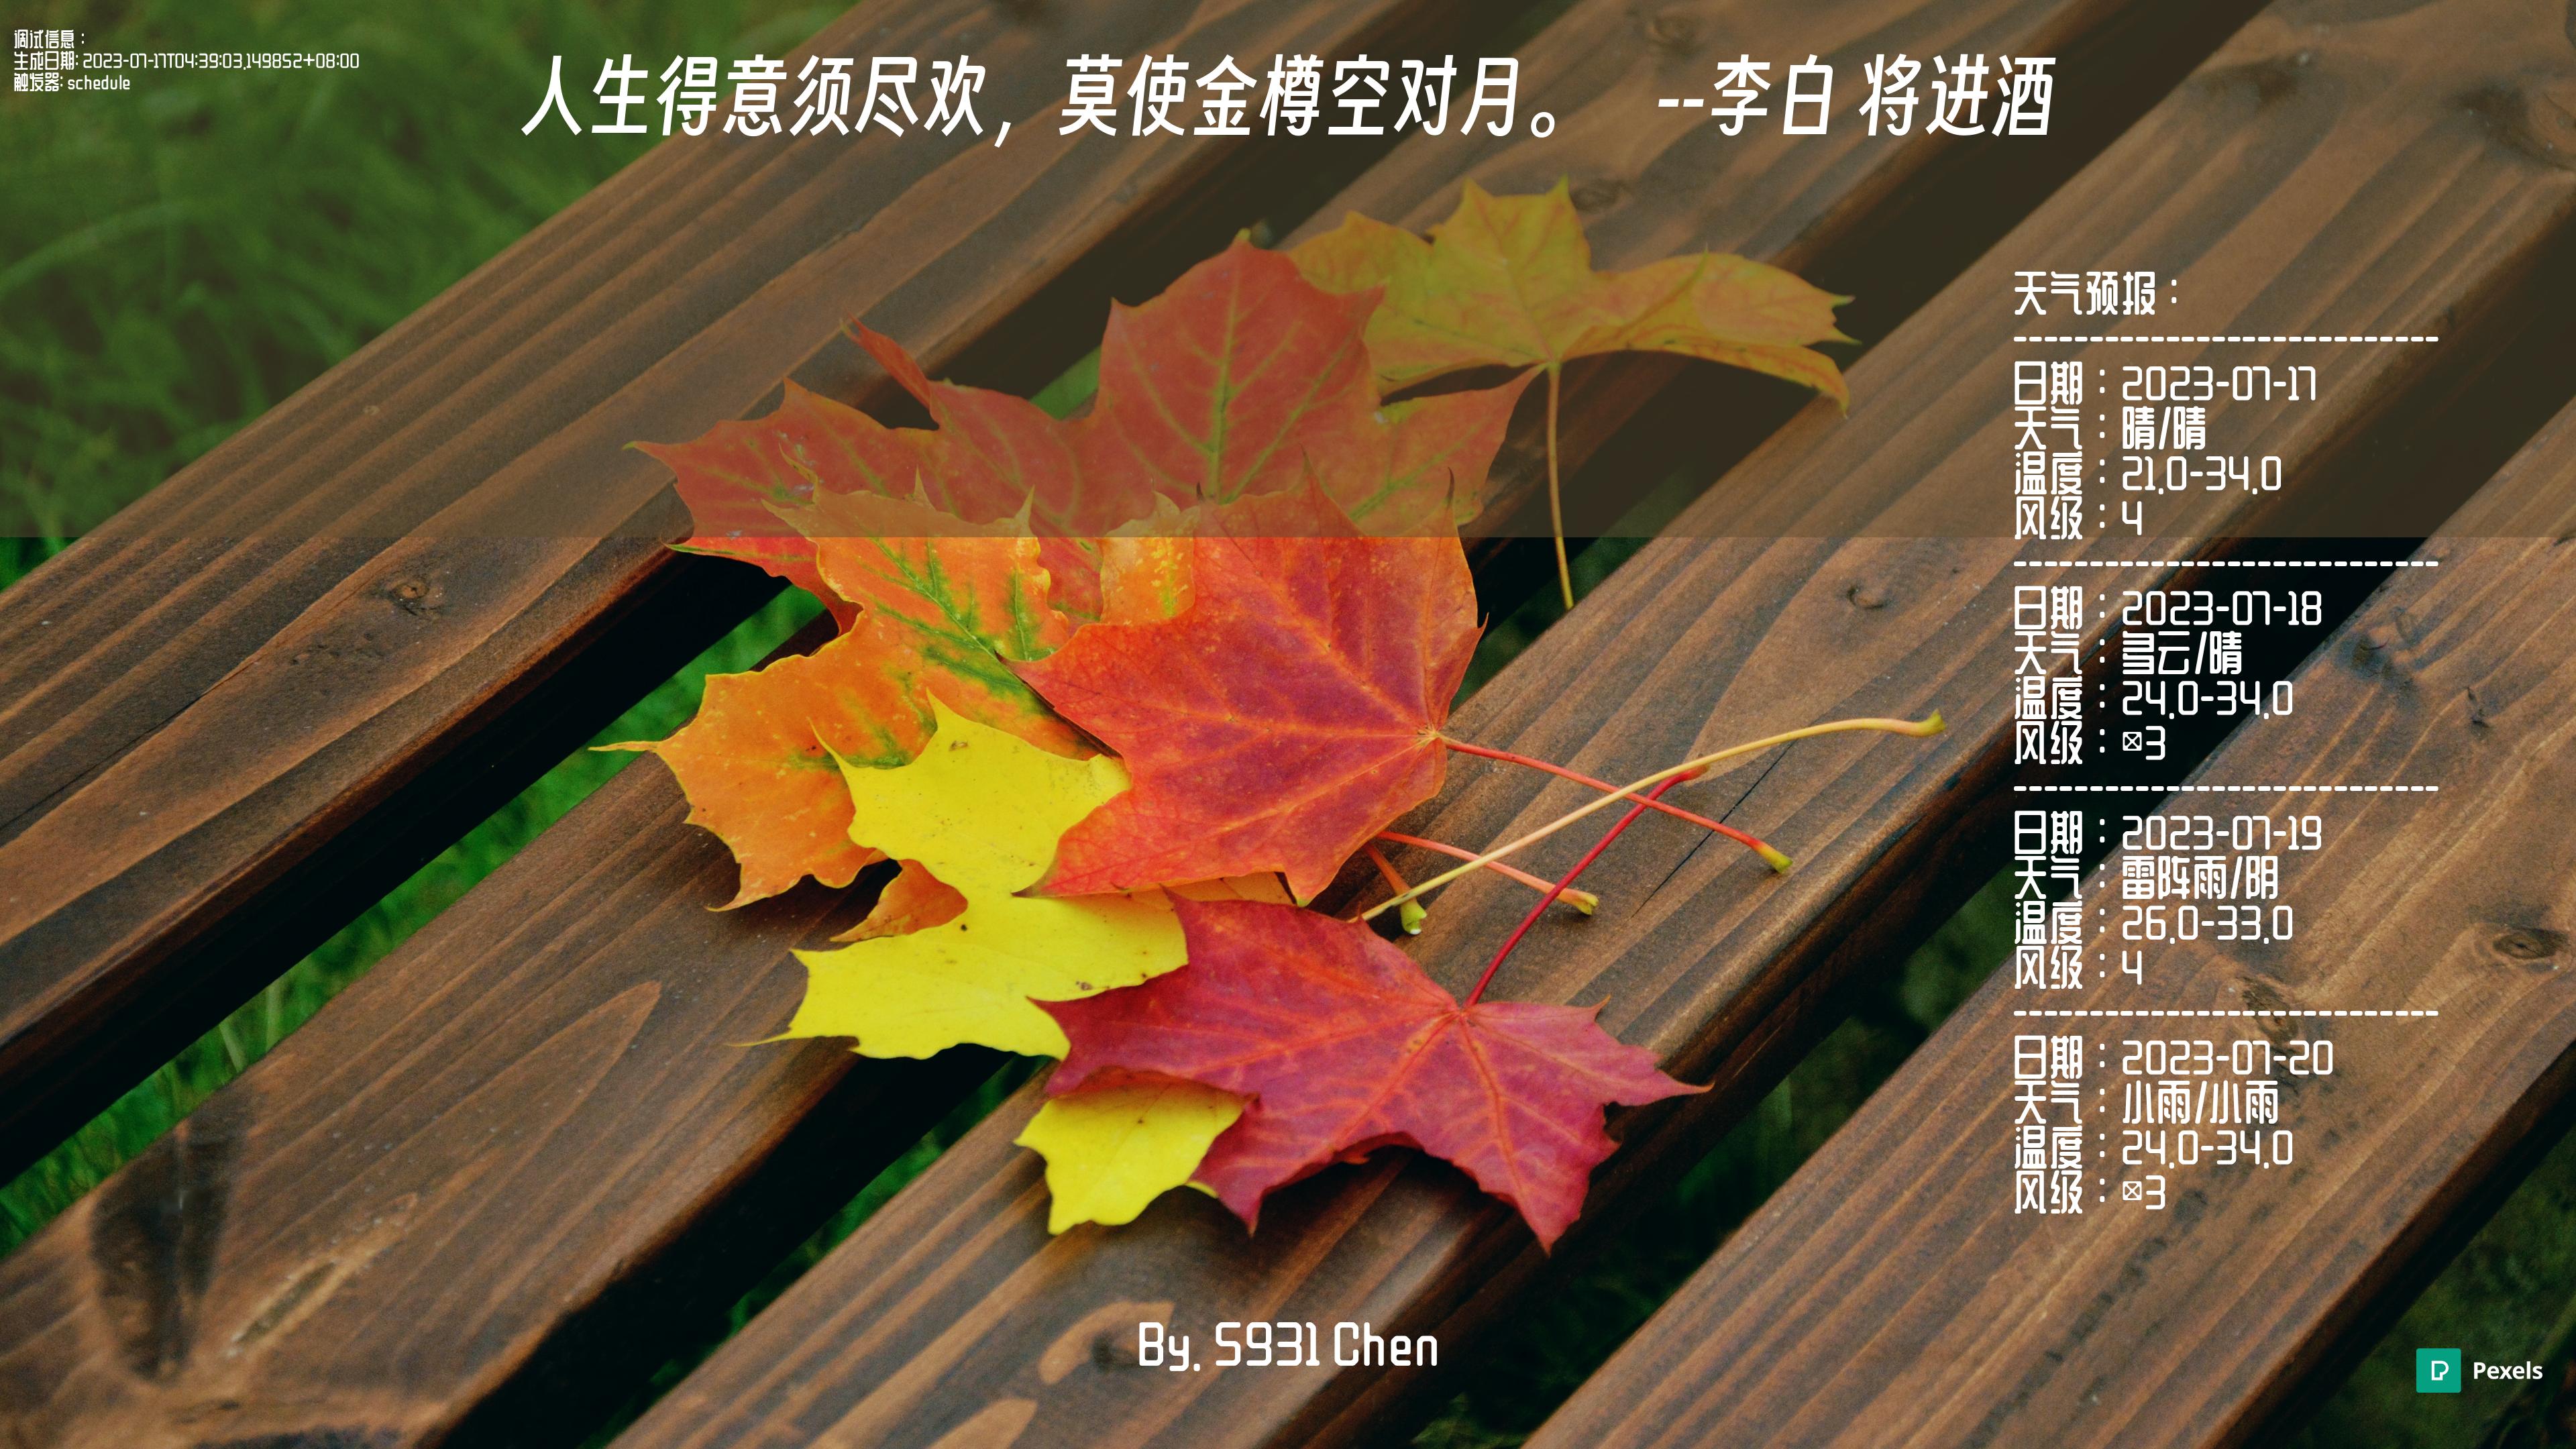 调试信息：
生成日期: 2023-07-17T04:39:03.149852+08:00
触发器: schedule
人生得意须尽欢，莫使金樽空对月。 --李白 将进酒
天气预报：
----------------------------
日期：2023-07-17
天气：晴/晴
温度：21.0-34.0
风级：4
----------------------------
日期：2023-07-18
天气：多云/晴
温度：24.0-34.0
风级：☒3
----------------------------
日期：2023-07-19
天气：雷阵雨/阴
温度：26.0-33.0
风级：4
----------------------------
日期：2023-07-20
天气：小雨/小雨
温度：24.0-34.0
风级：☒3
By. S931 Chen
Pexels